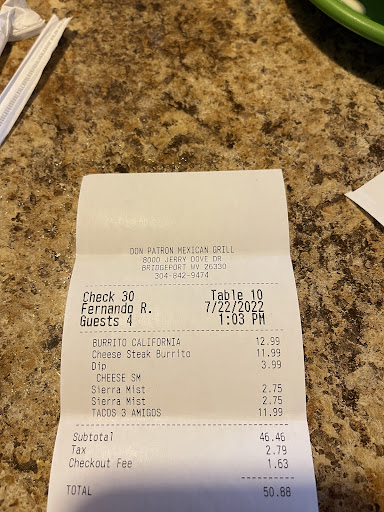 DON PATRON MEXICAN GRILL
8000 JERRY DOVE DR
BRIDGEPORT WV 26330
304-842-9474
Check 30 Table 10
Fernando R. 7/22/2022
Guests 4 1:03 PM
BURRITO CALIFORNIA 12.99
Cheese Steak Burrito 11.99
Dip 3.99
CHEESE SM
Sierra Mist 2.75
Sierra Mist 2.75
TACOS 3 AMIGOS 11.99
Subtotal 46.46
Tax 2.79
Checkout Fee 1.63
TOTAL 50.88